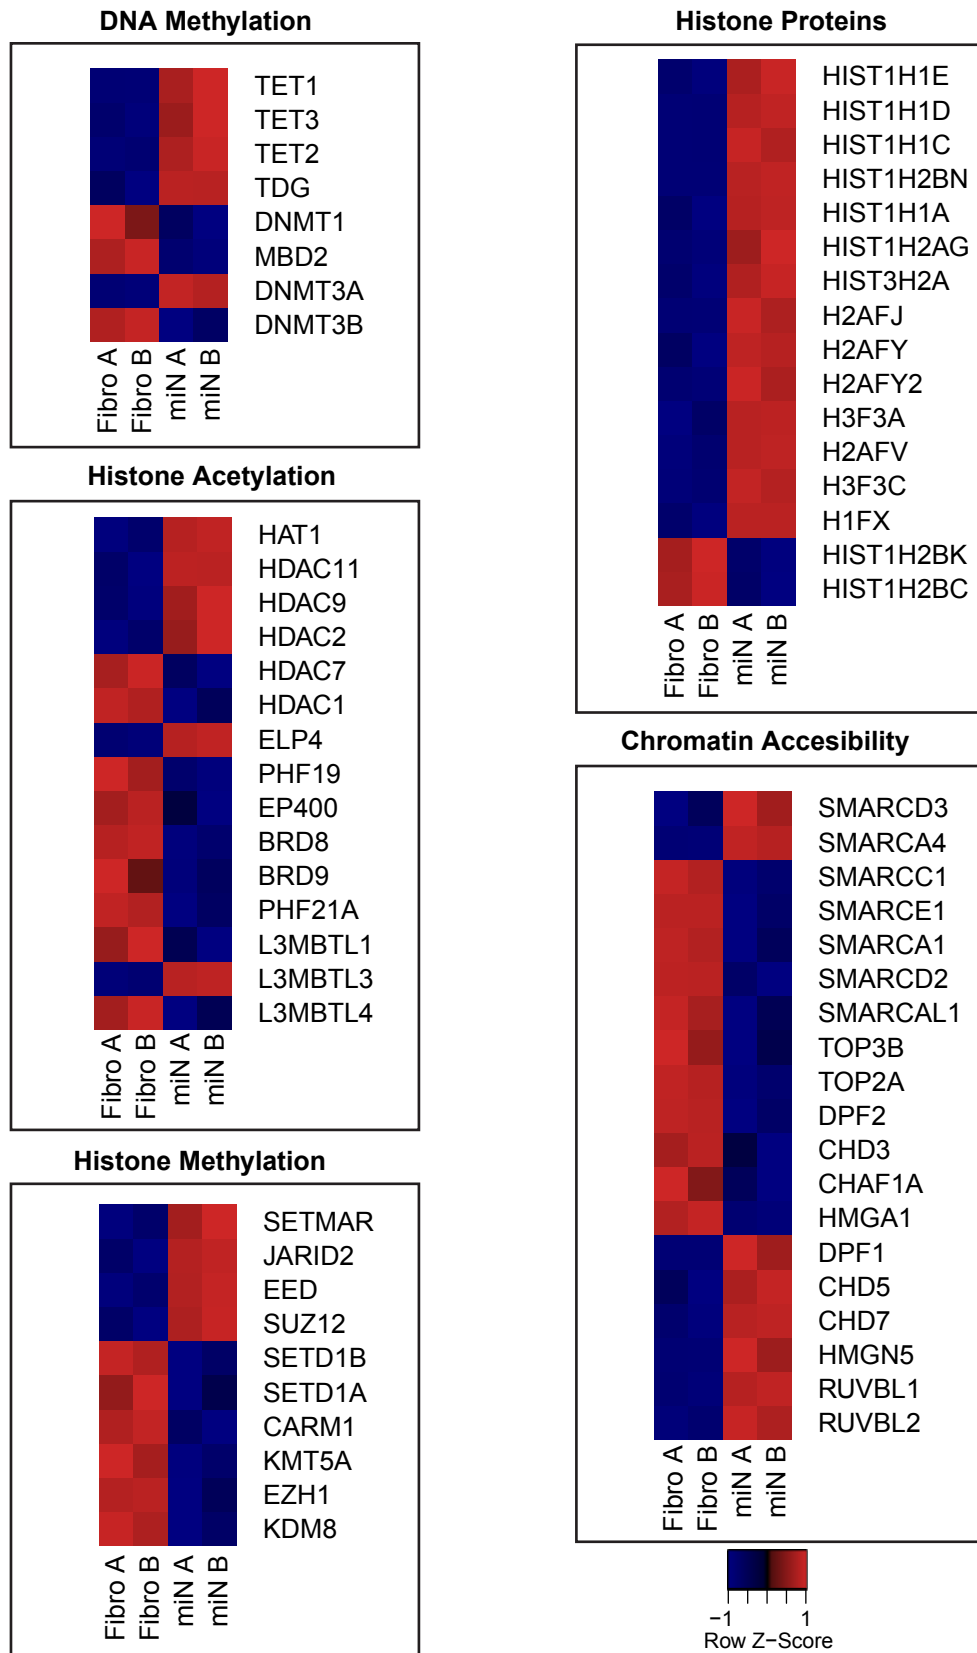 DNA Methylation
TET1
TET3
TET2
TDG
DNMT1
MBD2
DNMT3A
DNMT3B
Fibro A
Fibro B
miN A
miN B
Histone Acetylation
HAT1
HDAC11
HDAC9
HDAC2
HDAC7
HDAC1
ELP4
PHF19
EP400
BRD8
BRD9
PHF21A
L3MBTL1
L3MBTL3
L3MBTL4
Fibro A
Fibro B
miN A
miN B
Histone Methylation
SETMAR
JARID2
EED
SUZ12
SETD1B
SETD1A
CARM1
KMT5A
EZH1
KDM8
Fibro A
Fibro B
miN A
miN B
Histone Proteins
HIST1H1E
HIST1H1D
HIST1H1C
HIST1H2BN
HIST1H1A
HIST1H2AG
HIST3H2A
H2AFJ
H2AFY
H2AFY2
H3F3A
H2AFV
H3F3C
H1FX
HIST1H2BK
HIST1H2BC
Fibro A
Fibro B
miN A
miN B
Chromatin Accesibility
SMARCD3
SMARCA4
SMARCC1
SMARCE1
SMARCA1
SMARCD2
SMARCAL1
TOP3B
TOP2A
DPF2
CHD3
CHAF1A
HMGA1
DPF1
CHD5
CHD7
HMGN5
RUVBL1
RUVBL2
Fibro A
Fibro B
miN A
miN B
−1 1
Row Z−Score